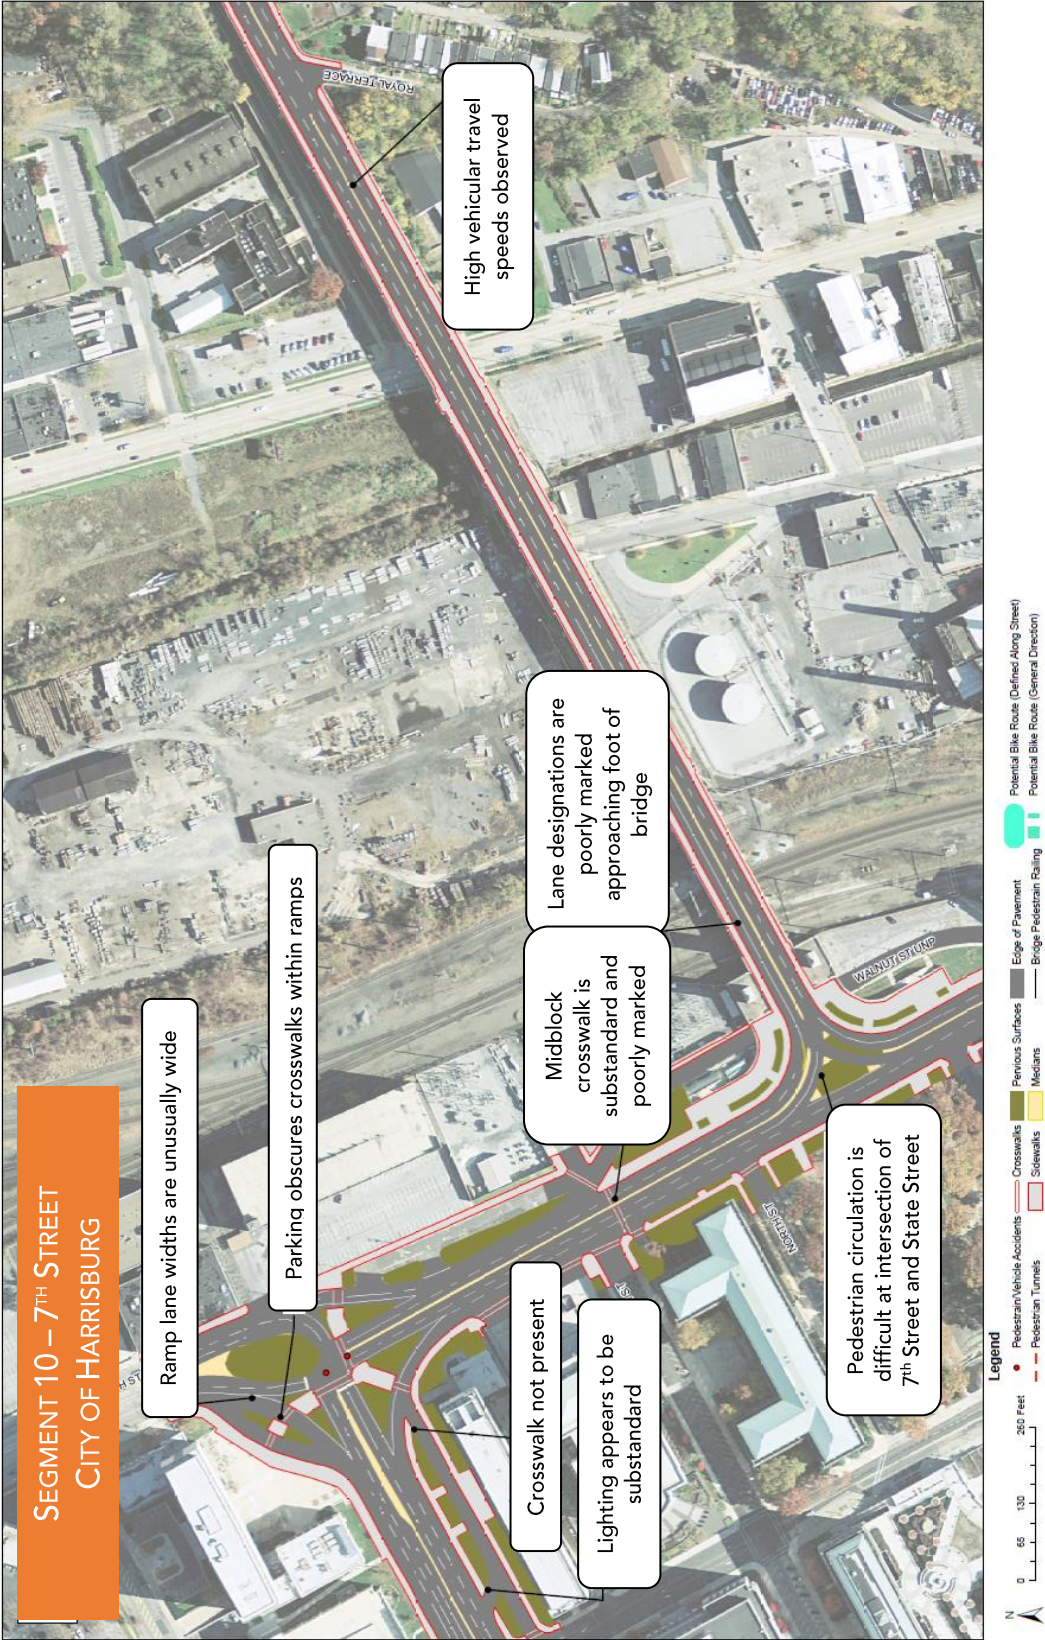 SEGMENT 10 – 7TH STREET
CITY OF HARRISBURG
Ramp lane widths are unusually wide
Parking obscures crosswalks within ramps
Crosswalk not present
Lighting appears to be
substandard
Midblock
crosswalk is
substandard and
poorly marked
Lane designations are
poorly marked
approaching foot of
bridge
High vehicular travel
speeds observed
Pedestrian circulation is
difficult at intersection of
7th Street and State Street
ROYAL TERRACE
WALNUT ST UNP
NORTH ST
ST
H ST
N
0 65 130 260 Feet
Legend
Pedestrain/Vehicle Accidents
Crosswalks
Pervious Surfaces
Edge of Pavement
Potential Bike Route (Defined Along Street)
Pedestrian Tunnels
Sidewalks
Medians
Bridge Pedestrian Railing
Potential Bike Route (General Direction)